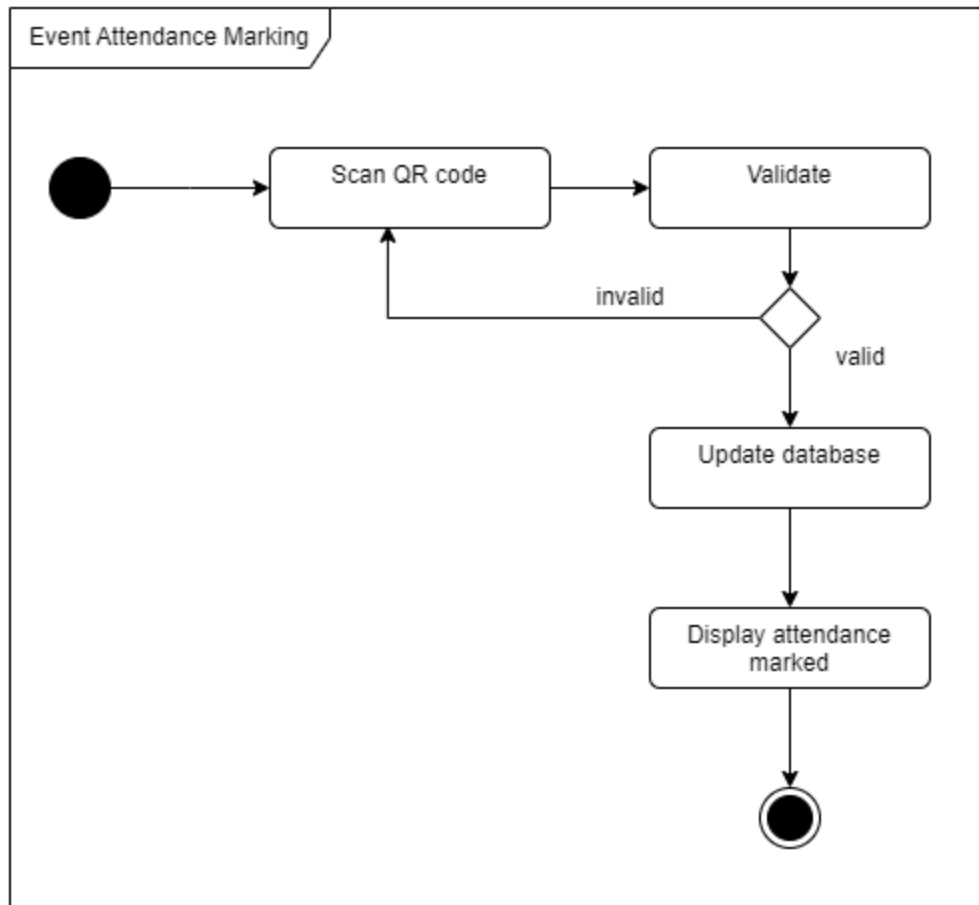 Event Attendance Marking
Scan QR code
Validate
invalid
valid
Update database
Display attendance
marked